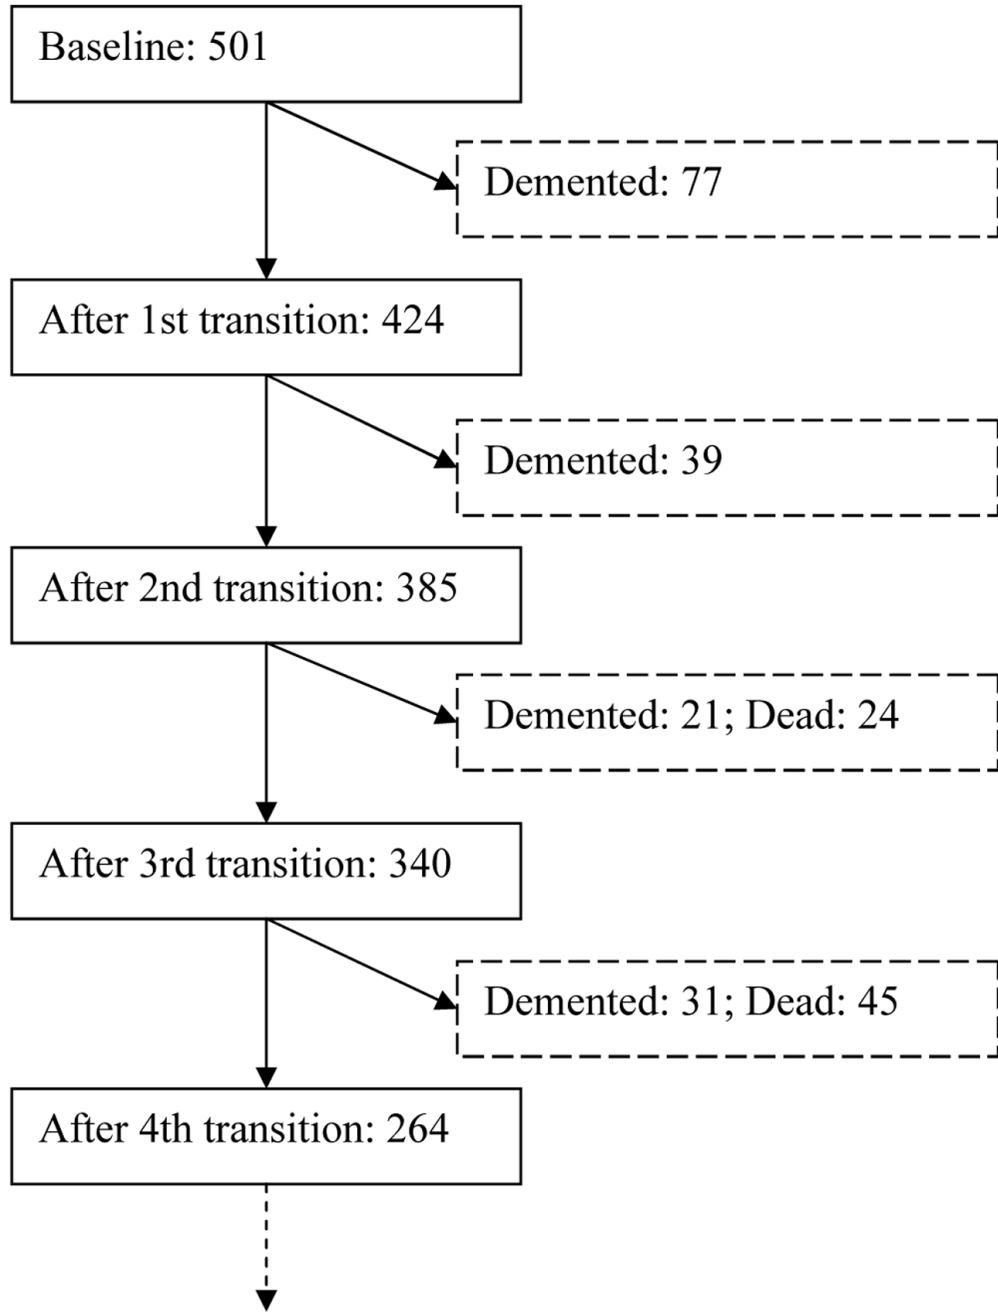 Baseline: 501
Demented: 77
After 1st transition: 424
Demented: 39
After 2nd transition: 385
Demented: 21; Dead: 24
After 3rd transition: 340
Demented: 31; Dead: 45
After 4th transition: 264